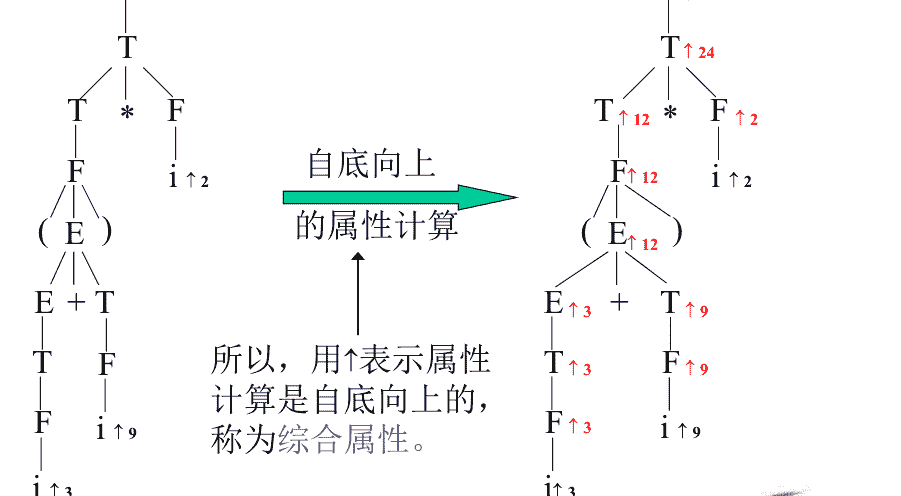 T T ↑24
T * F T ↑12 * F ↑2
F i ↑2 自底向上 F ↑12 i ↑2
( E ) 的属性计算 ( E ↑12 )
E + T E ↑3 + T ↑9
T F 所以，用↑表示属性 T ↑3 F ↑9
F i ↑9 计算是自底向上的， F ↑3 i ↑9
称为综合属性。
i ↑3 i↑3